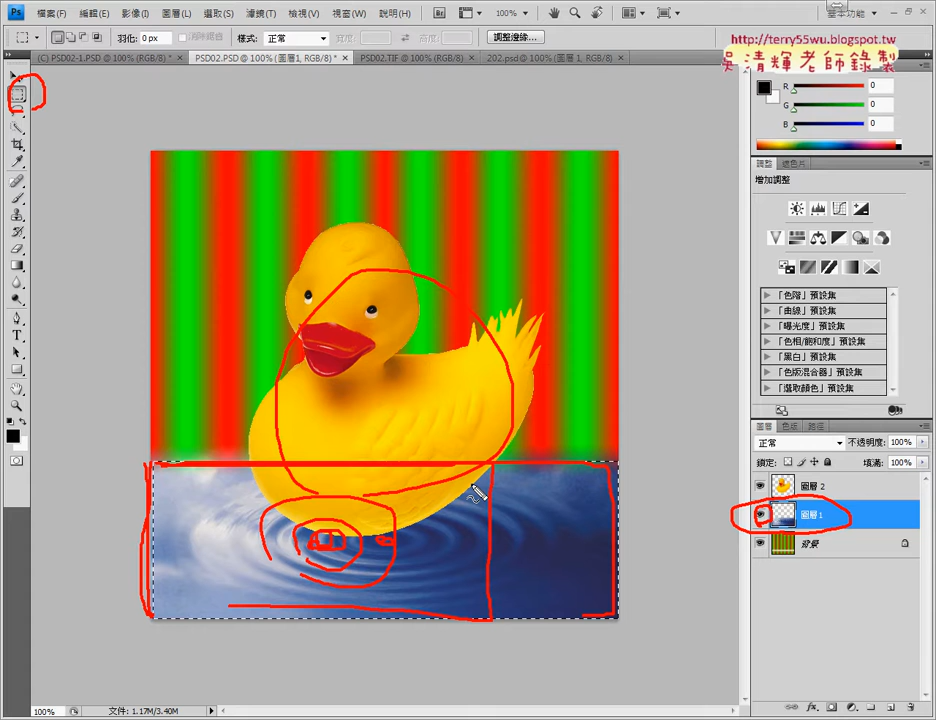 檔案(F) 編輯(E) 影像(I) 圖層(L) 選取(S) 濾鏡(T) 檢視(V) 視窗(W) 說明(H) Br 100% 基本功能
羽化: 0 px 消除鋸齒 樣式: 正常 寬度: 高度: 調整邊緣...
http://terry55wu.blogspot.tw
吳清輝老師錄製
(C) PSD02-1.PSD @ 100% (RGB/8) * PSD02.PSD @ 100% (圖層 1, RGB/8) * PSD02.TIF @ 100% (RGB/8) 202.psd @ 100% (圖層 1, RGB/8)
R 0
G 0
B 0
調整 遮色片
增加調整
「色階」預設集
「曲線」預設集
「曝光度」預設集
「色相/飽和度」預設集
「黑白」預設集
「色版混合器」預設集
「選取顏色」預設集
圖層 色版 路徑
正常 不透明度: 100%
鎖定: 填滿: 100%
圖層 2
圖層 1
背景
100% 文件: 1.17M/3.40M